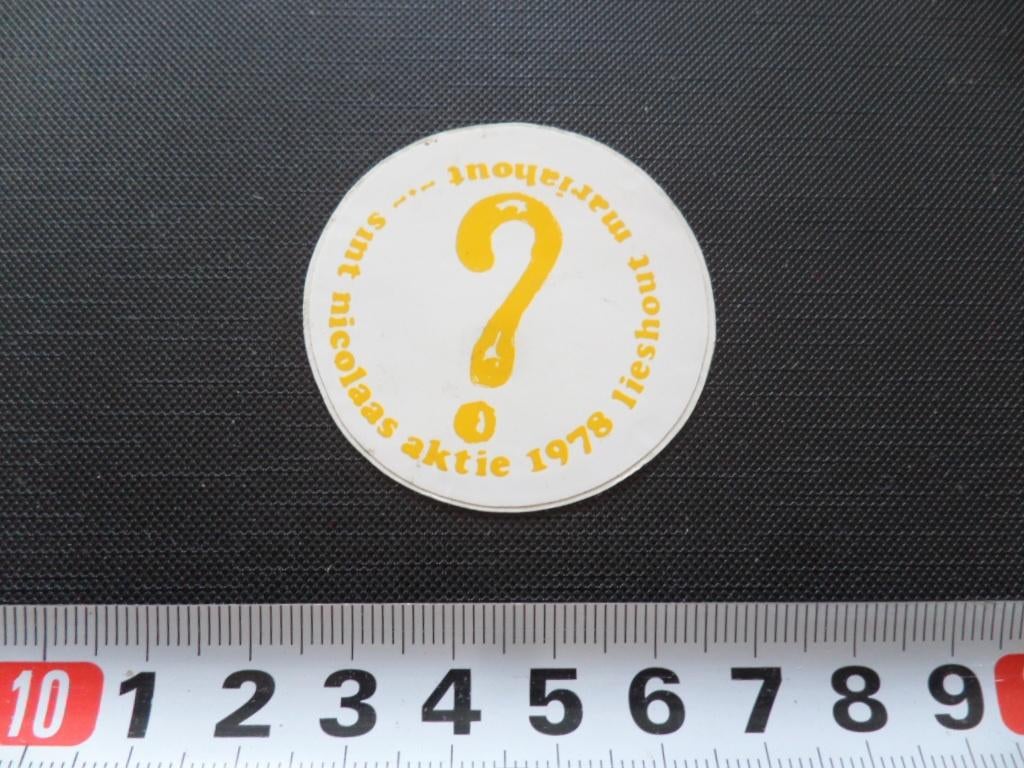 sint nicolaas aktie 1978 lieshout mariahout
?
10 1 2 3 4 5 6 7 8 9